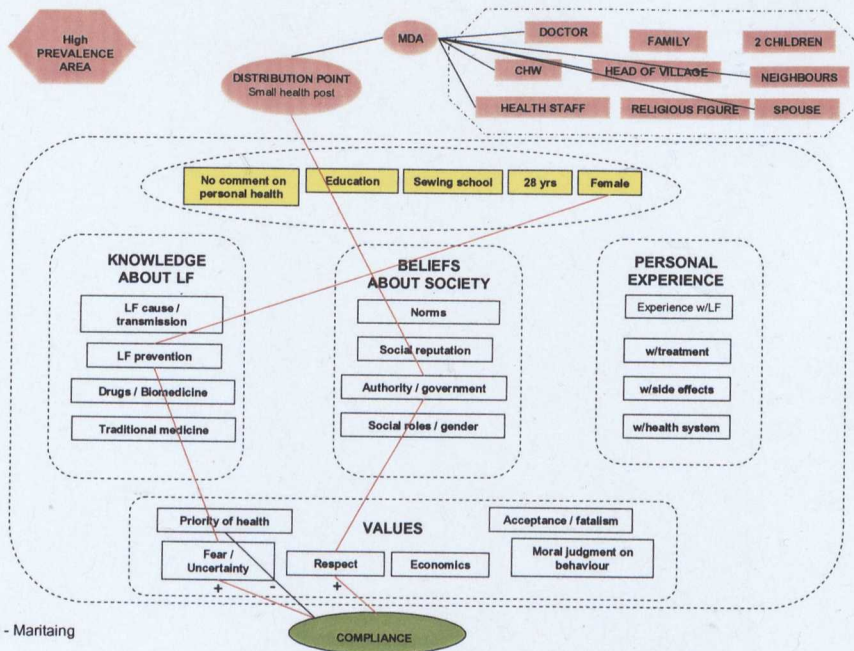 High
PREVALENCE
AREA
MDA
DOCTOR
FAMILY
2 CHILDREN
CHW
HEAD OF VILLAGE
NEIGHBOURS
HEALTH STAFF
RELIGIOUS FIGURE
SPOUSE
DISTRIBUTION POINT
Small health post
No comment on
personal health
Education
Sewing school
28 yrs
Female
KNOWLEDGE
ABOUT LF
LF cause /
transmission
LF prevention
Drugs / Biomedicine
Traditional medicine
BELIEFS
ABOUT SOCIETY
Norms
Social reputation
Authority / government
Social roles / gender
PERSONAL
EXPERIENCE
Experience w/LF
w/treatment
w/side effects
w/health system
Priority of health
VALUES
Acceptance / fatalism
Fear /
Uncertainty
Respect
Economics
Moral judgment on
behaviour
+
-
+
COMPLIANCE
- Maritaing